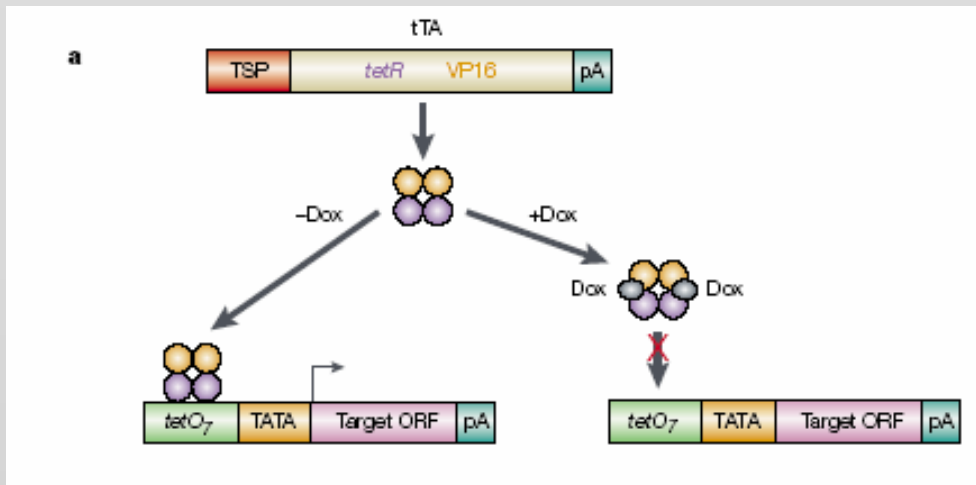 tTA
a
TSP tetR VP16 pA
–Dox +Dox
Dox Dox
tetO7 TATA Target ORF pA
tetO7 TATA Target ORF pA